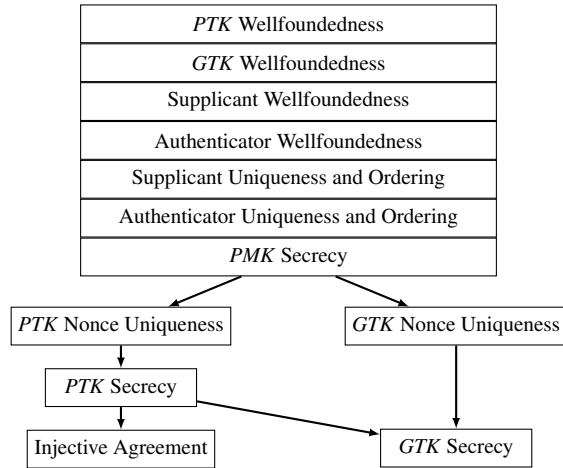 PTK Wellfoundedness
GTK Wellfoundedness
Supplicant Wellfoundedness
Authenticator Wellfoundedness
Supplicant Uniqueness and Ordering
Authenticator Uniqueness and Ordering
PMK Secrecy
PTK Nonce Uniqueness
GTK Nonce Uniqueness
PTK Secrecy
Injective Agreement
GTK Secrecy